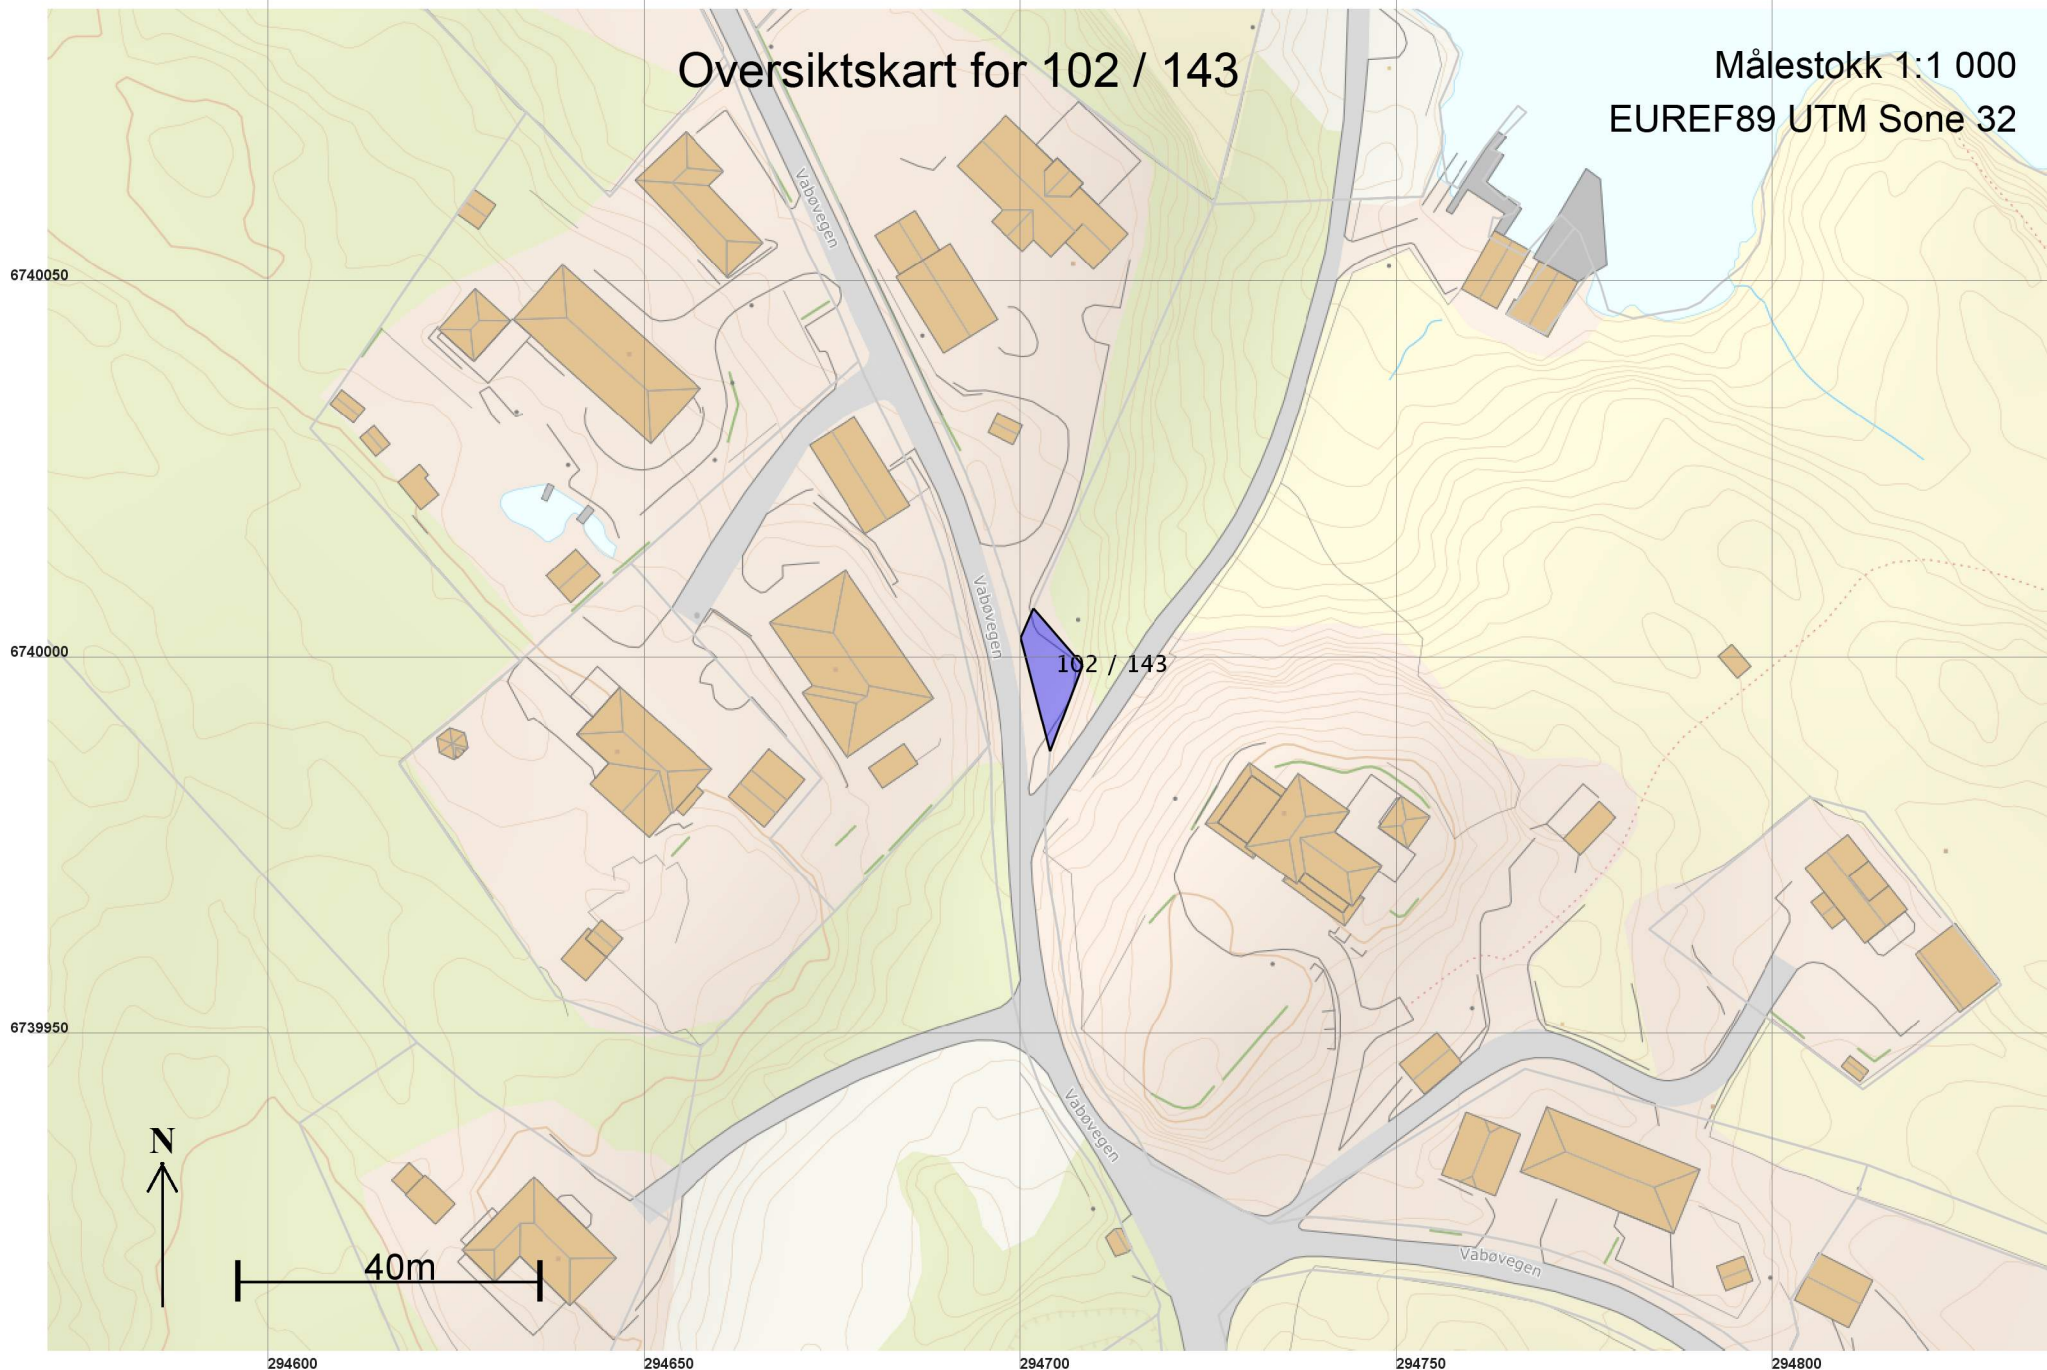 Oversiktskart for 102 / 143
Målestokk 1:1 000
EUREF89 UTM Sone 32
Vabøvegen
6740050
Vabøvegen
6740000
102 / 143
6739950
Vabøvegen
N
40m
Vabøvegen
294600
294650
294700
294750
294800